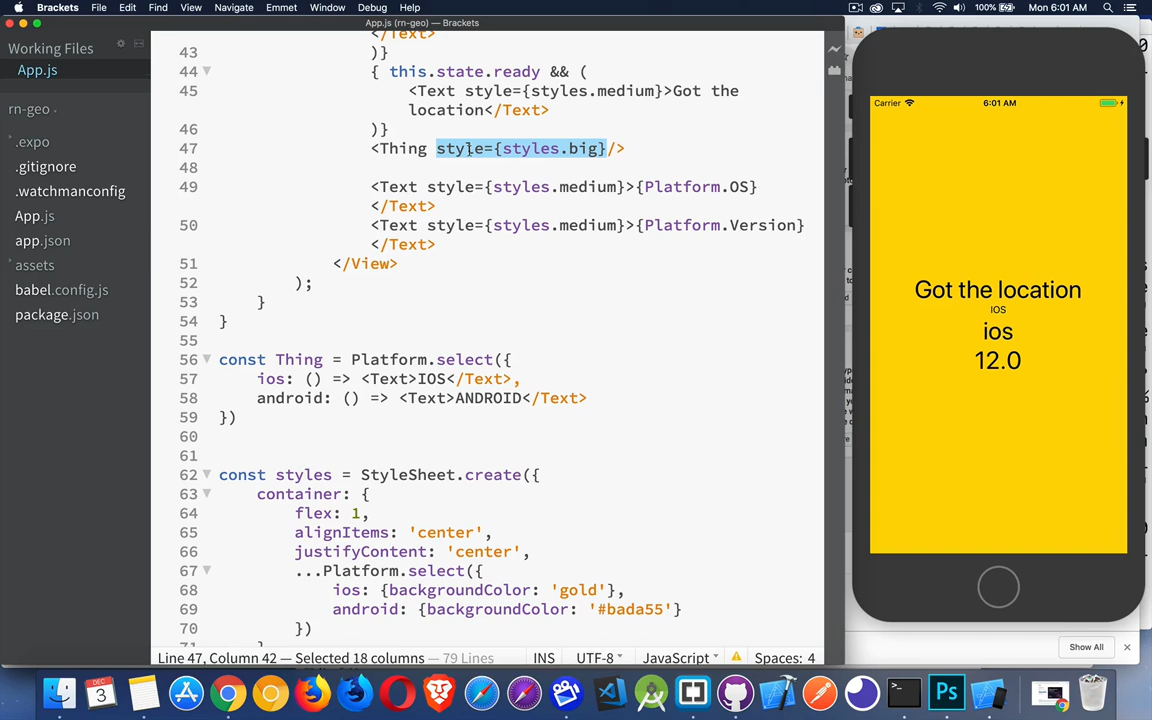 Brackets File Edit Find View Navigate Emmet Window Debug Help 100% Mon 6:01 AM
App.js (rn-geo) — Brackets
Working Files
App.js
rn-geo
.expo
.gitignore
.watchmanconfig
App.js
app.json
assets
babel.config.js
package.json
</Text>
43 )}
44 { this.state.ready && (
45 <Text style={styles.medium}>Got the
location</Text>
46 )}
47 <Thing style={styles.big}/>
48
49 <Text style={styles.medium}>{Platform.OS}
</Text>
50 <Text style={styles.medium}>{Platform.Version}
</Text>
51 </View>
52 );
53 }
54 }
55
56 const Thing = Platform.select({
57 ios: () => <Text>IOS</Text>,
58 android: () => <Text>ANDROID</Text>
59 })
60
61
62 const styles = StyleSheet.create({
63 container: {
64 flex: 1,
65 alignItems: 'center',
66 justifyContent: 'center',
67 ...Platform.select({
68 ios: {backgroundColor: 'gold'},
69 android: {backgroundColor: '#bada55'}
70 })
71 }
Line 47, Column 42 — Selected 18 columns — 79 Lines INS UTF-8 JavaScript Spaces: 4
Carrier 6:01 AM
Got the location
IOS
ios
12.0
Show All
DEC
3
Ps